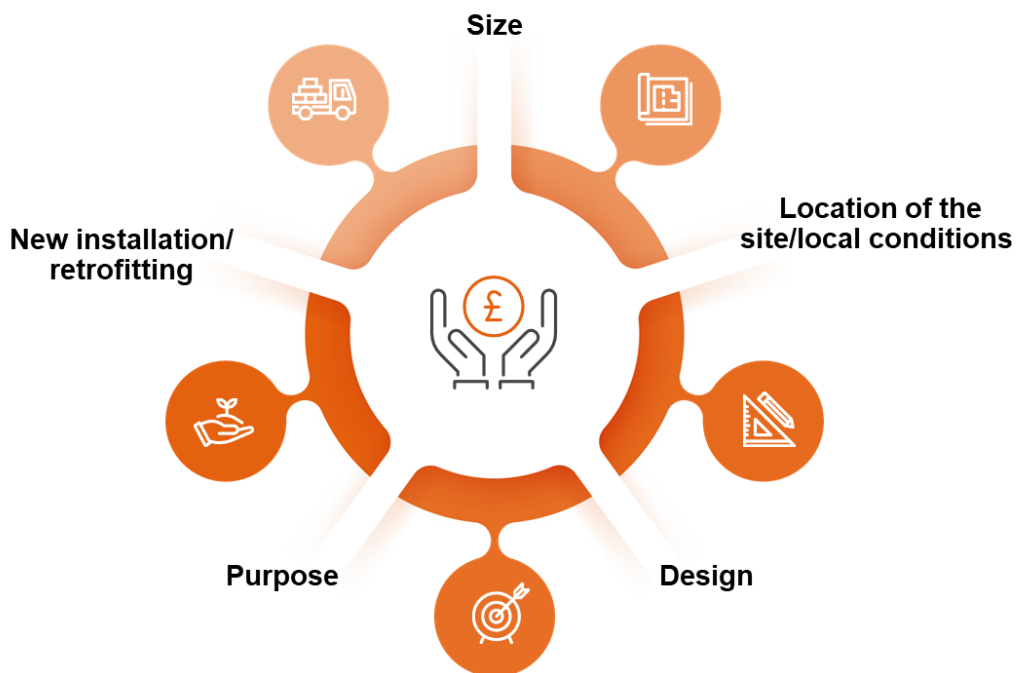 Size
Location of the
site/local conditions
New installation/
retrofitting
£
Purpose
Design